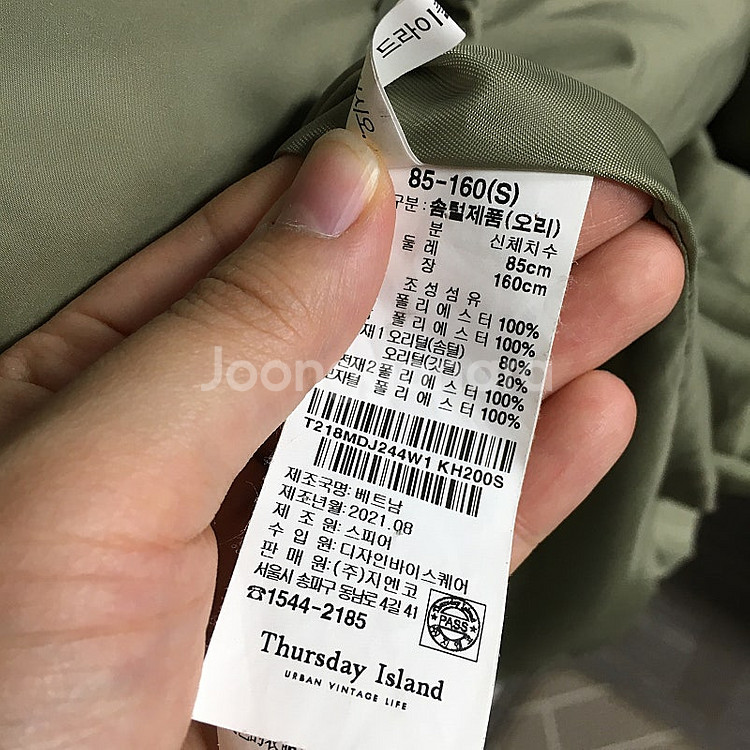 드라이
시오.
85-160(S)
구분 : 솜털제품(오리)
분 신체치수
둘 레 85cm
장 160cm
조 성 섬 유
폴 리 에 스 터 100%
폴 리 에 스 터 100%
재1 오리털(솜털) 80%
오리털(깃털) 20%
전재2 폴 리 에 스 터 100%
모자털 폴 리 에 스 터 100%
T218MDJ244W1 KH200S
제조국명: 베트남
제조년월: 2021.08
제 조 원: 스피어
수 입 원: 디자인바이스퀘어
판 매 원: (주)지엔코
서울시 송파구 동남로 4길 41
☎1544-2185
PASS
Thursday Island
URBAN VINTAGE LIFE